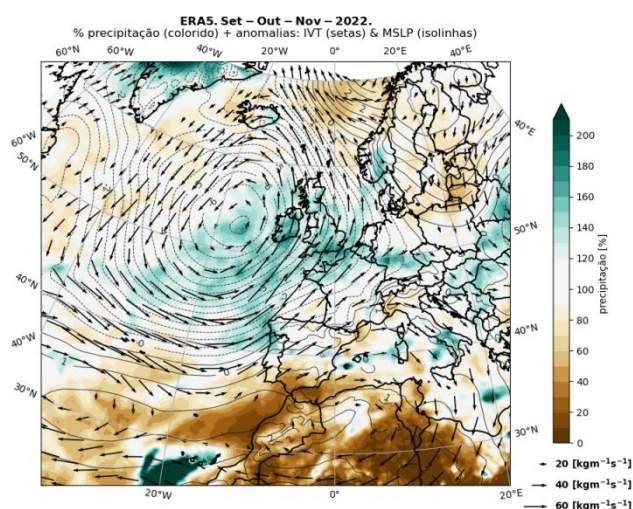 ERA5. Set – Out – Nov – 2022.
% precipitação (colorido) + anomalias: IVT (setas) & MSLP (isolinhas)
60°N 60°W 40°W 20°W 0° 20°E 40°E 60°N
60°W
50°N
40°N
40°W
30°N
40°E
50°N
40°N
30°N
20°W 0° 20°E
200
180
160
140
120
100
80
60
40
20
0
precipitação [%]
20 [kgm⁻¹s⁻¹]
40 [kgm⁻¹s⁻¹]
60 [kgm⁻¹s⁻¹]